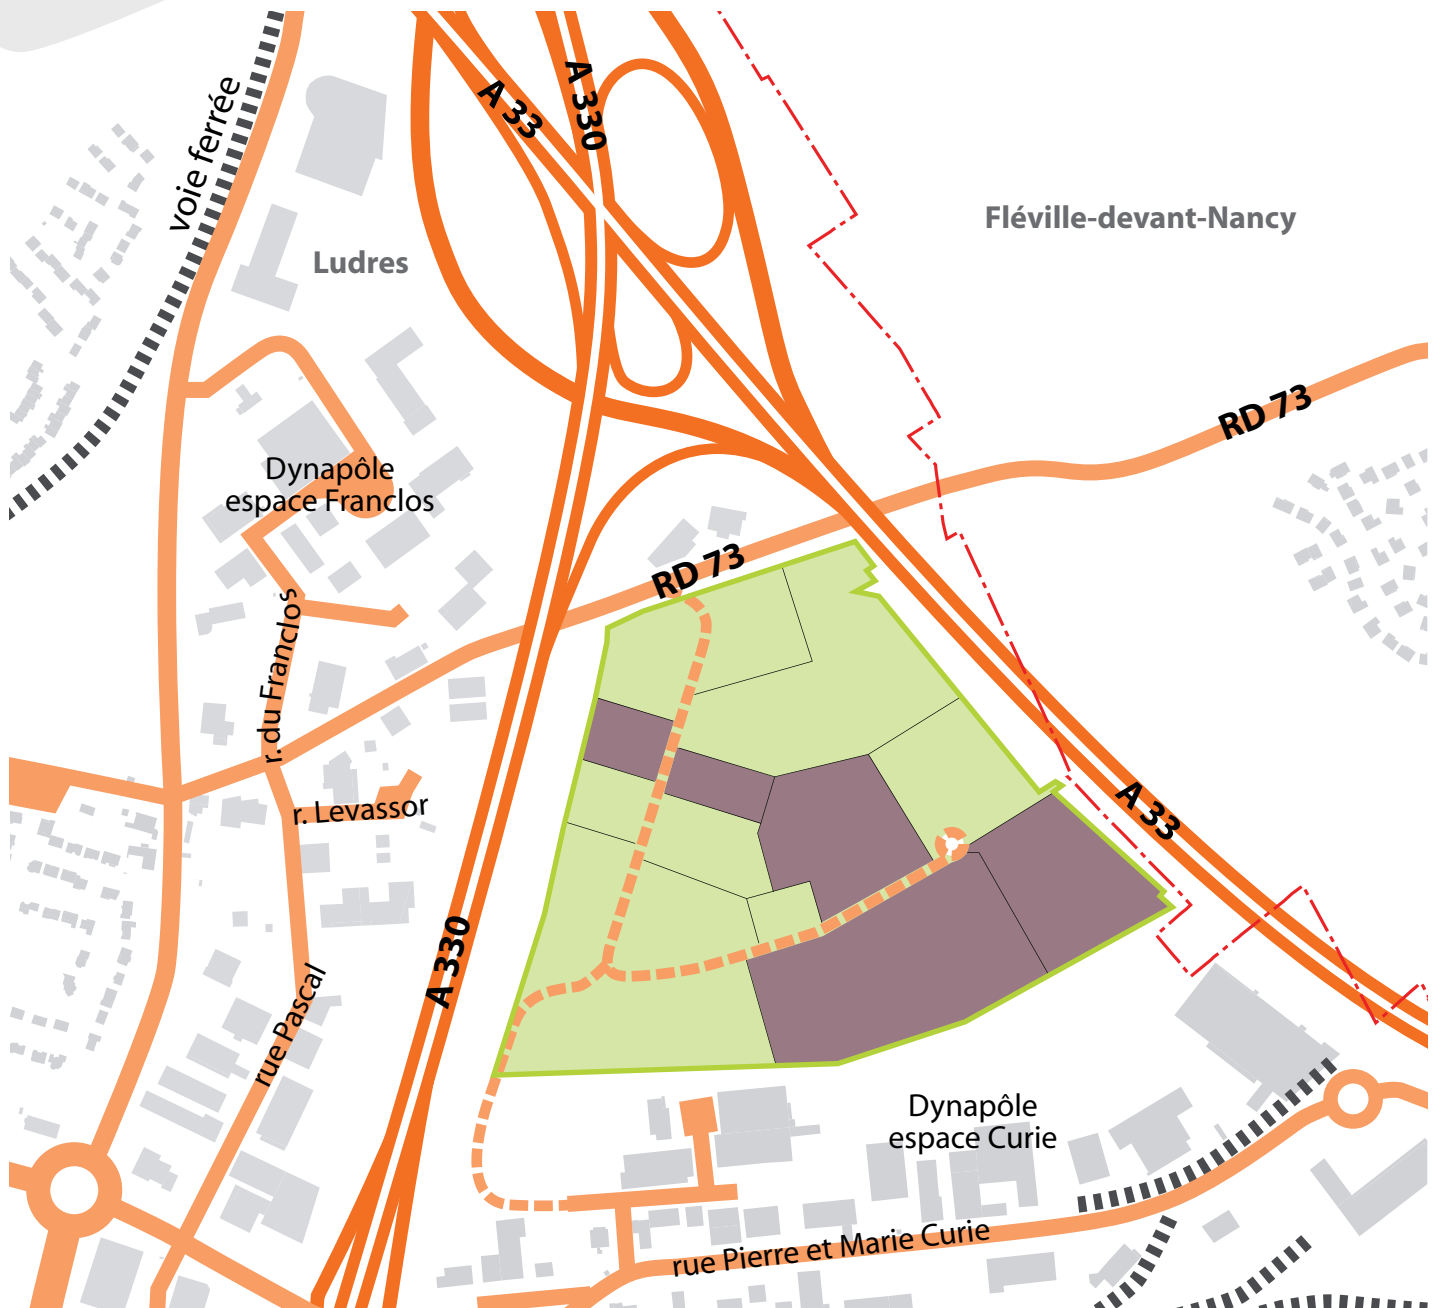 A 33
A 330
voie ferrée
Fléville-devant-Nancy
Ludres
RD 73
Dynapôle
espace Franclos
RD 73
r. du Franclos
A 33
r. Levassor
A 330
rue Pascal
Dynapôle
espace Curie
rue Pierre et Marie Curie